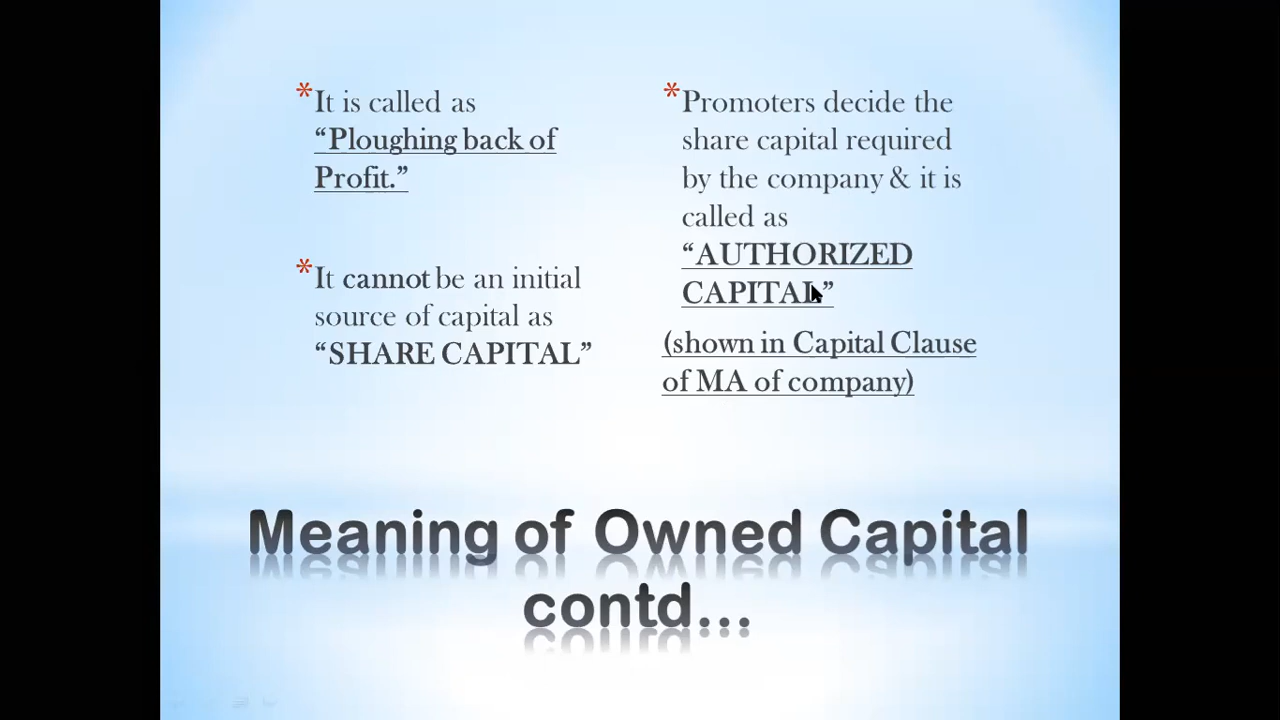 * It is called as
“Ploughing back of
Profit.”
* It cannot be an initial
source of capital as
“SHARE CAPITAL”
* Promoters decide the
share capital required
by the company & it is
called as
“AUTHORIZED
CAPITAL”
(shown in Capital Clause
of MA of company)
Meaning of Owned Capital
contd...